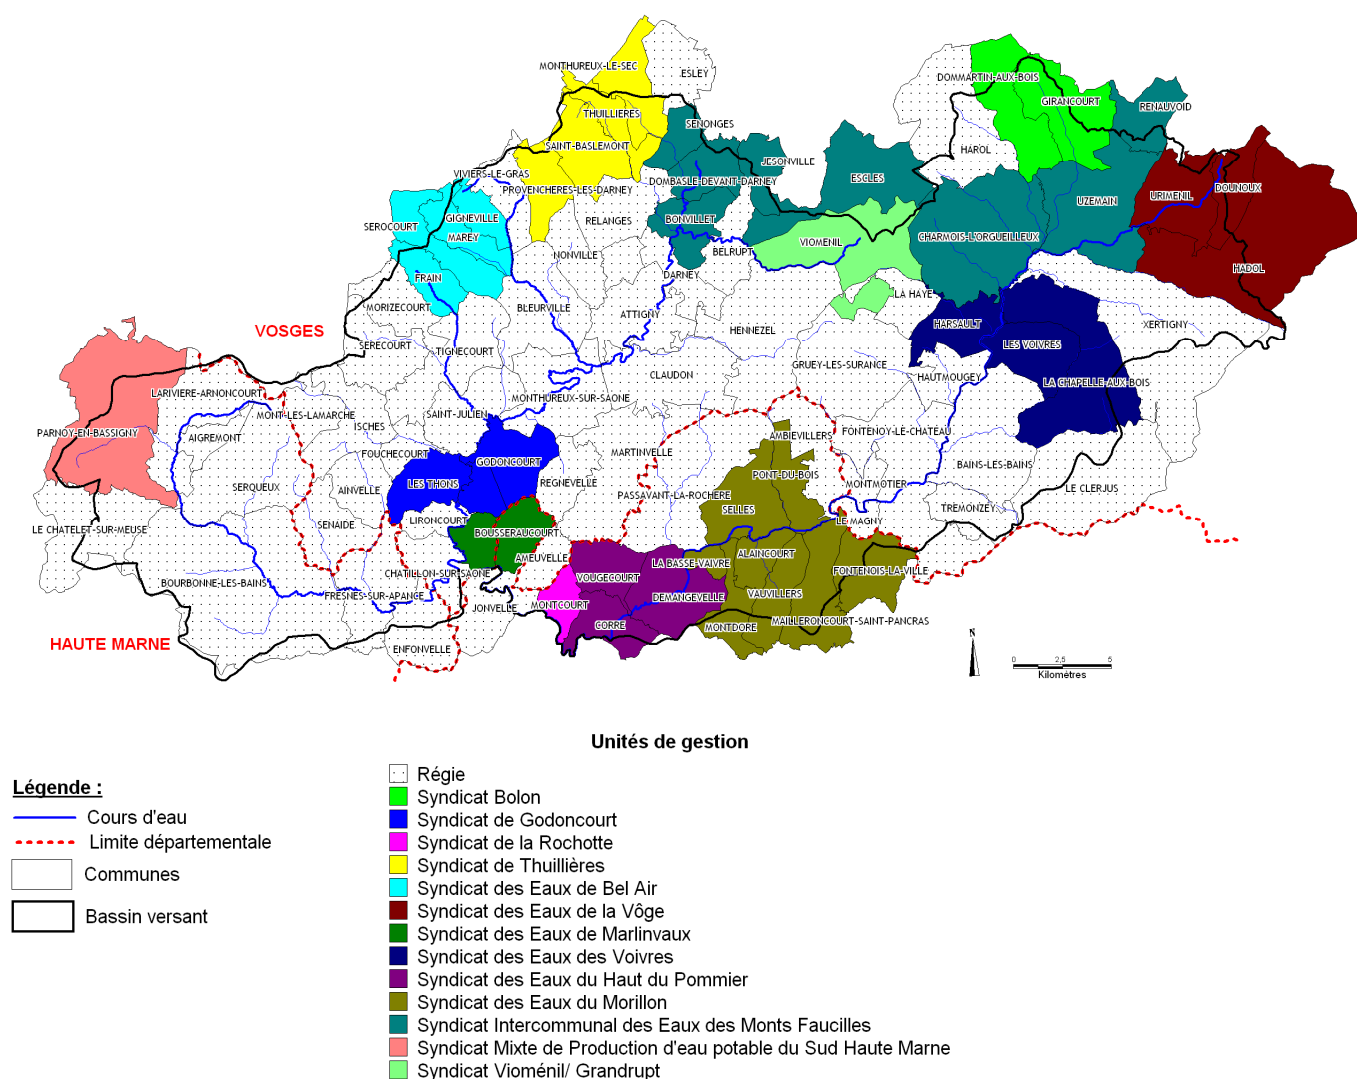 MONTHUREUX-LE-SEC
ESLEY
DOMMARTIN-AUX-BOIS
GIRANCOURT
RENAUVOID
THUILLIERES
SENONGES
SAINT-BASLEMONT
HAROL
JESONVILLE
VIVIERS-LE-GRAS
DOMBASLE-DEVANT-DARNEY
ESCLES
PROVENCHERES-LES-DARNEY
URIMENIL
DOUNOUX
UZEMAIN
GIGNEVILLE
RELANGES
BONVILLET
SEROCOURT
MAREY
VIOMENIL
CHARMOIS-L'ORGUEILLEUX
NONVILLE
BELRUPT
FRAIN
DARNEY
HADOL
LA HAYE
MORIZECOURT
BLEURVILLE
ATTIGNY
HARSAULT
XERTIGNY
VOSGES
HENNEZEL
SERECOURT
TIGNECOURT
LES VOIVRES
GRUEY-LES-SURANCE
CLAUDON
HAUTMOUGEY
LA CHAPELLE-AUX-BOIS
LARIVIERE-ARNONCOURT
MONTHUREUX-SUR-SAONE
MONT-LES-LAMARCHE
SAINT-JULIEN
ISCHES
PARNOY-EN-BASSIGNY
AIGREMONT
AMBIEVILLERS
FONTENOY-LE-CHATEAU
FOUCHECOURT
MARTINVELLE
GODONCOURT
BAINS-LES-BAINS
PONT-DU-BOIS
LES THONS
REGNEVELLE
MONTMOTIER
SERQUEUX
AINVELLE
PASSAVANT-LA-ROCHERE
LE CLERJUS
SELLES
TREMONZEY
LE CHATELET-SUR-MEUSE
SENAIDE
LIRONCOURT
LE MAGNY
BOUSSERAUCOURT
ALAINCOURT
AMEUVELLE
LA BASSE-VAIVRE
CHATILLON-SUR-SAONE
VOUGECOURT
FONTENOIS-LA-VILLE
BOURBONNE-LES-BAINS
FRESNES-SUR-APANCE
DEMANGEVELLE
VAUVILLERS
JONVELLE
MONTCOURT
CORRE
MONTDORE
MAILLERONCOURT-SAINT-PANCRAS
HAUTE MARNE
ENFONVELLE
N
0 2,5 5
Kilomètres
Unités de gestion
Légende :
Cours d'eau
Limite départementale
Communes
Bassin versant
Régie
Syndicat Bolon
Syndicat de Godoncourt
Syndicat de la Rochotte
Syndicat de Thuillières
Syndicat des Eaux de Bel Air
Syndicat des Eaux de la Vôge
Syndicat des Eaux de Marlinvaux
Syndicat des Eaux des Voivres
Syndicat des Eaux du Haut du Pommier
Syndicat des Eaux du Morillon
Syndicat Intercommunal des Eaux des Monts Faucilles
Syndicat Mixte de Production d'eau potable du Sud Haute Marne
Syndicat Vioménil/ Grandrupt